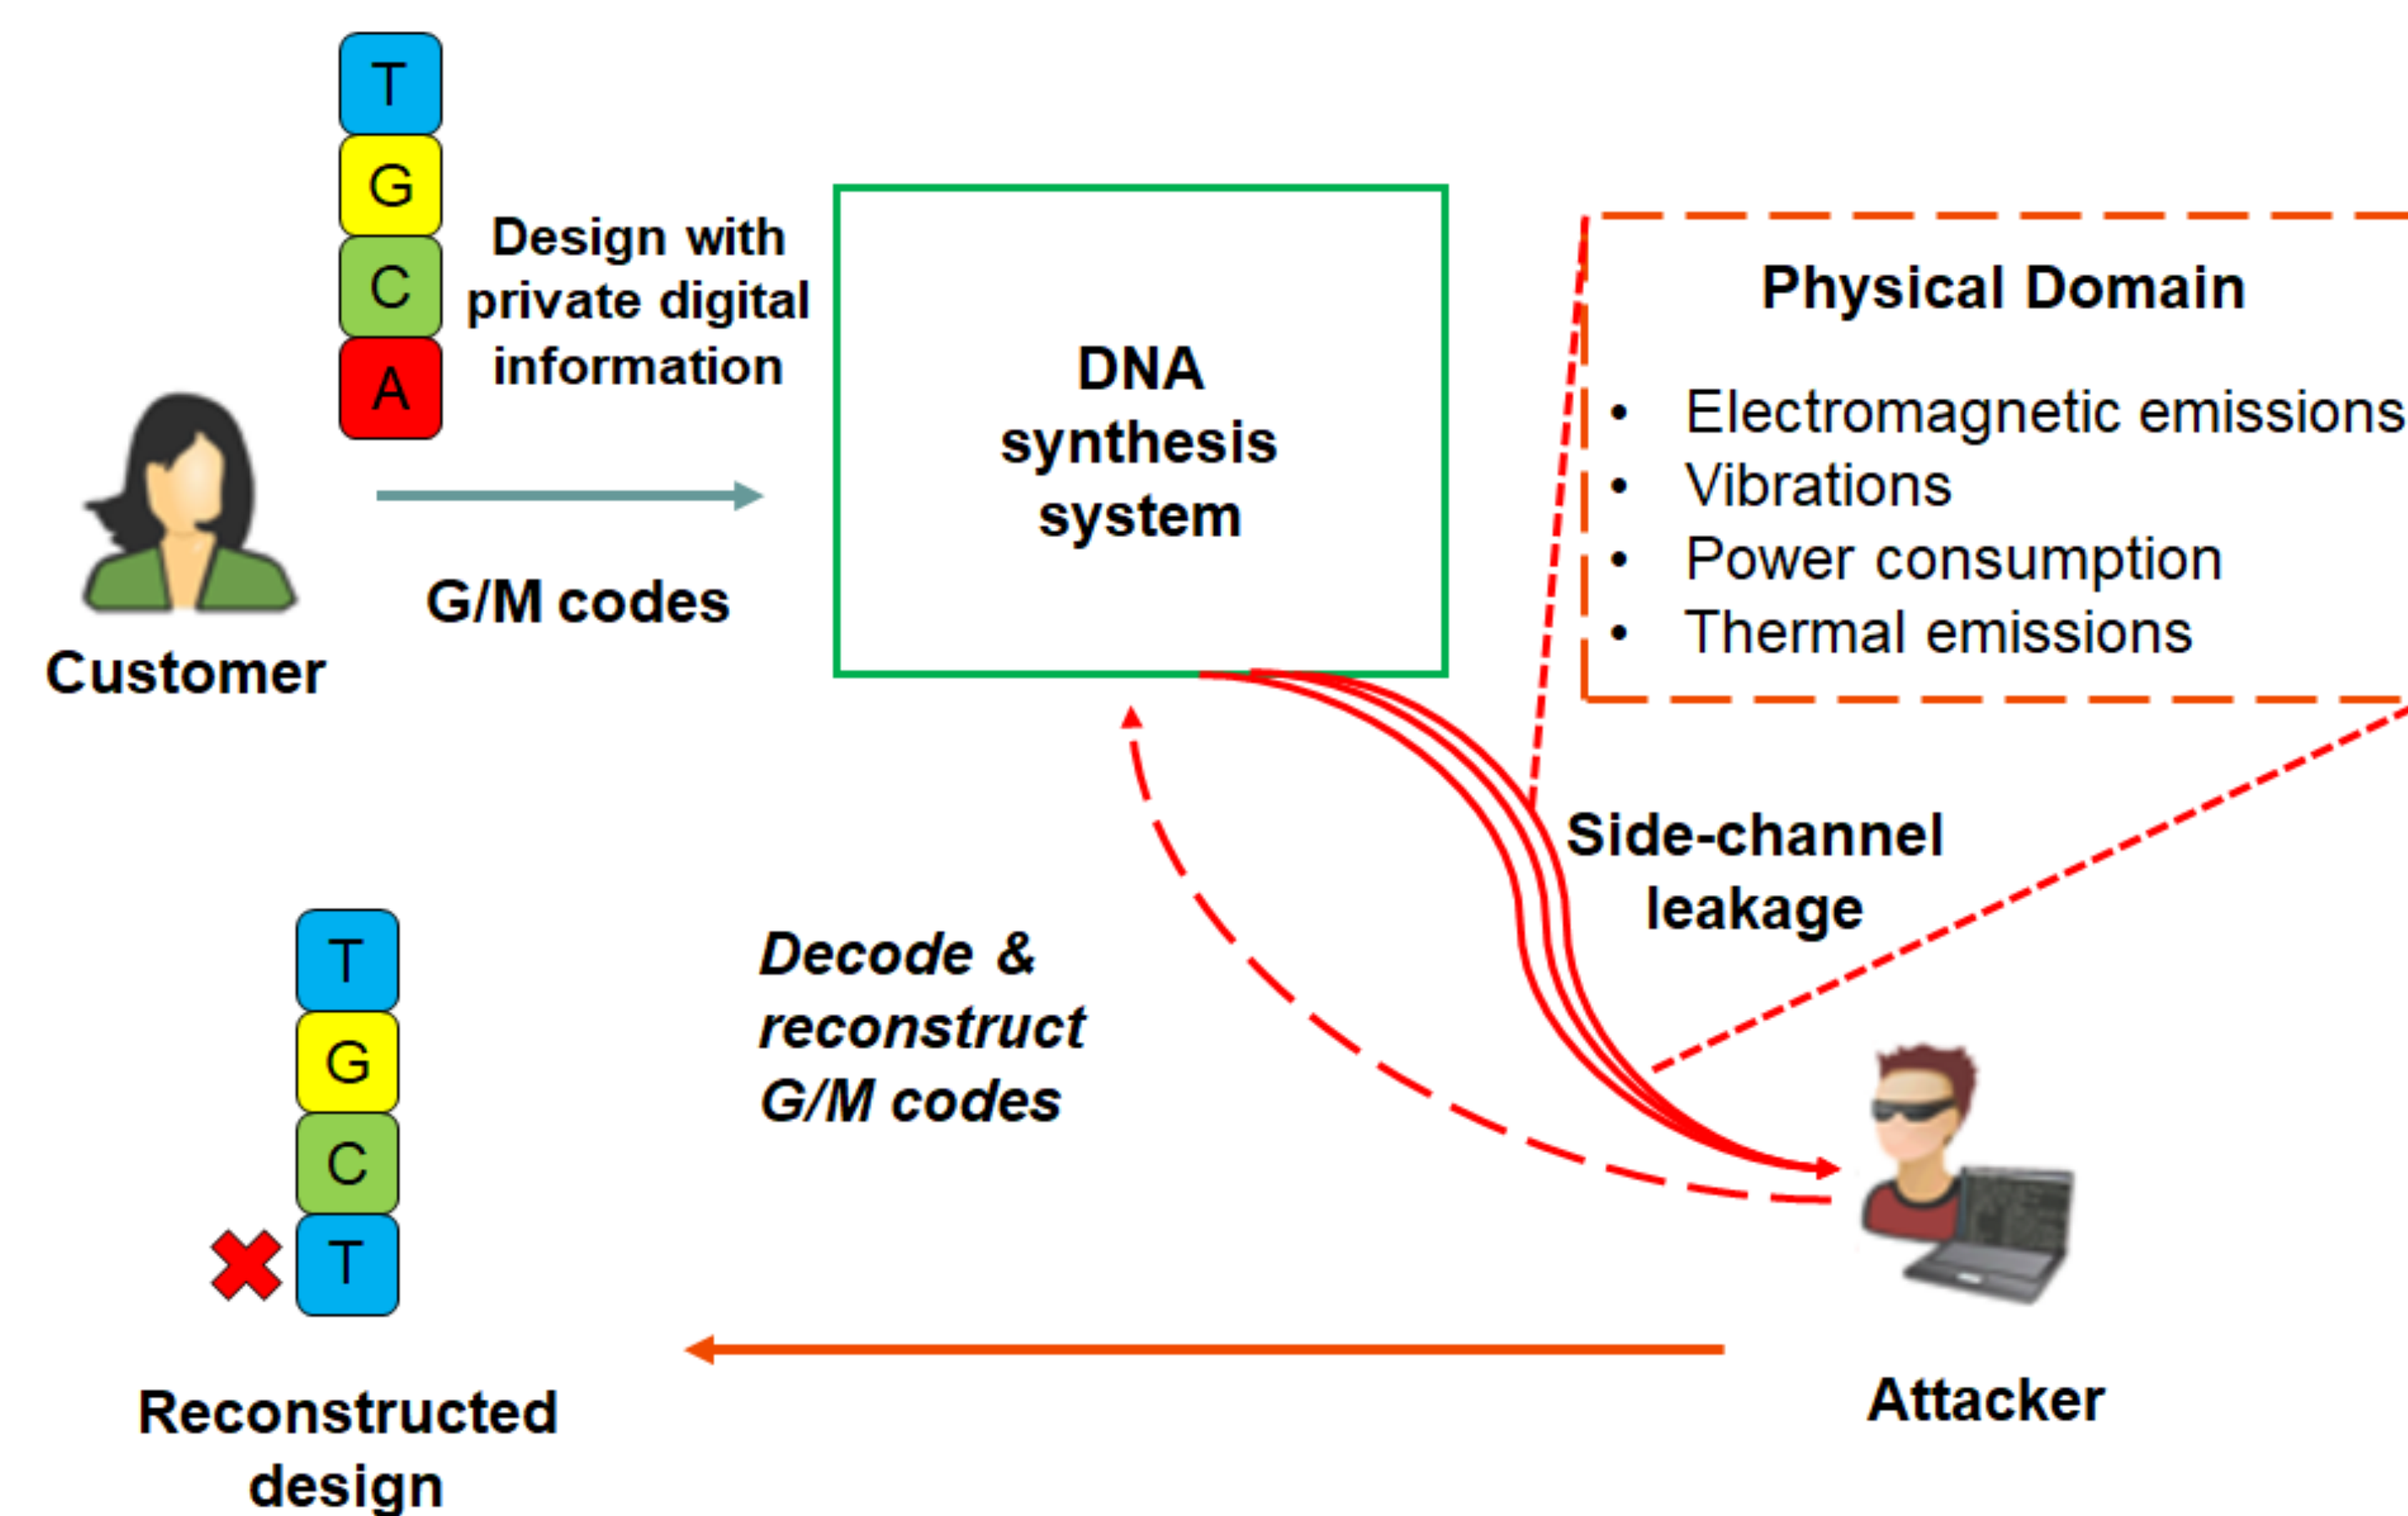 T
G
C
A
Design with
private digital
information
G/M codes
Customer
DNA
synthesis
system
Physical Domain
• Electromagnetic emissions
• Vibrations
• Power consumption
• Thermal emissions
Side-channel
leakage
Decode &
reconstruct
G/M codes
T
G
C
T
Reconstructed
design
Attacker